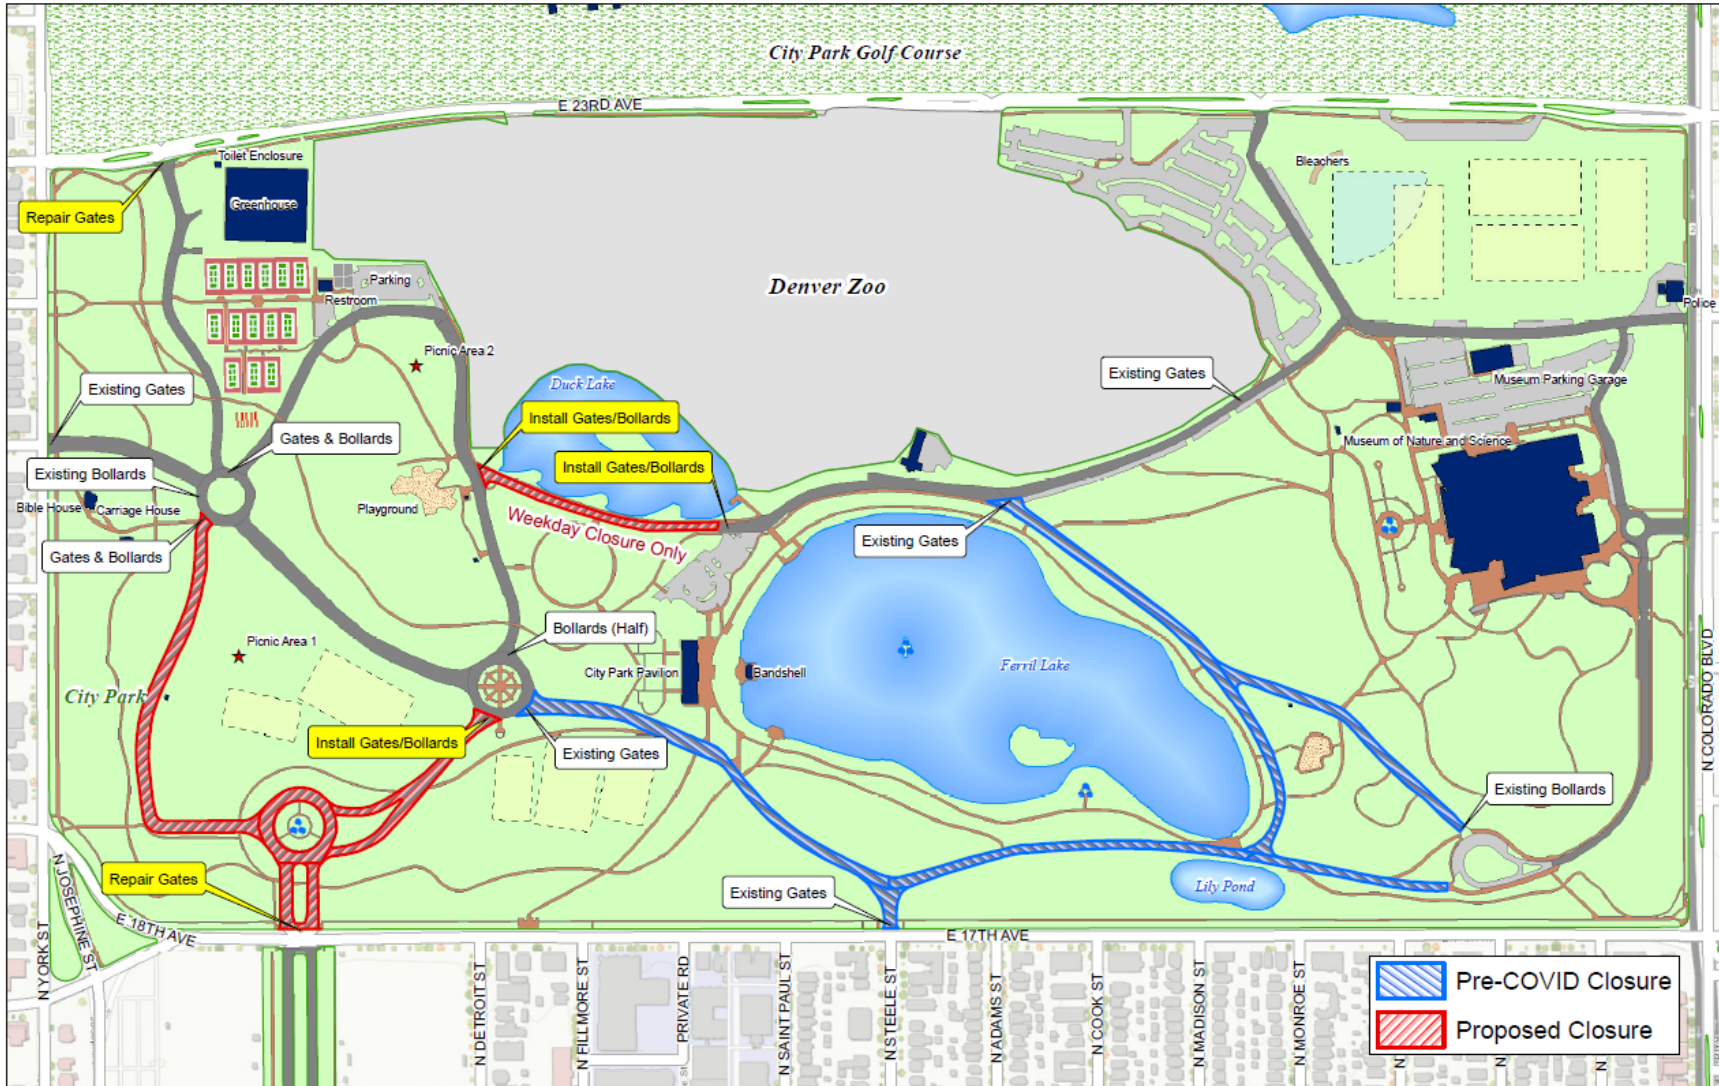 City Park Golf Course
E 23RD AVE
Toilet Enclosure
Greenhouse
Repair Gates
Bleachers
Denver Zoo
Parking
Restroom
Police
Picnic Area 2
Existing Gates
Museum Parking Garage
Duck Lake
Existing Gates
Install Gates/Bollards
Gates & Bollards
Museum of Nature and Science
Existing Bollards
Install Gates/Bollards
Bible House
Carriage House
Playground
Weekday Closure Only
Existing Gates
Gates & Bollards
Bollards (Half)
Picnic Area 1
City Park Pavilion
Bandshell
Ferril Lake
City Park
N COLORADO BLVD
Install Gates/Bollards
Existing Gates
Existing Bollards
Repair Gates
Existing Gates
Lily Pond
N YORK ST
N JOSEPHINE ST
E 18TH AVE
E 17TH AVE
N DETROIT ST
N FILLMORE ST
PRIVATE RD
N SAINT PAUL ST
N STEELE ST
N ADAMS ST
N COOK ST
N MADISON ST
N MONROE ST
N
N
N
Pre-COVID Closure
Proposed Closure